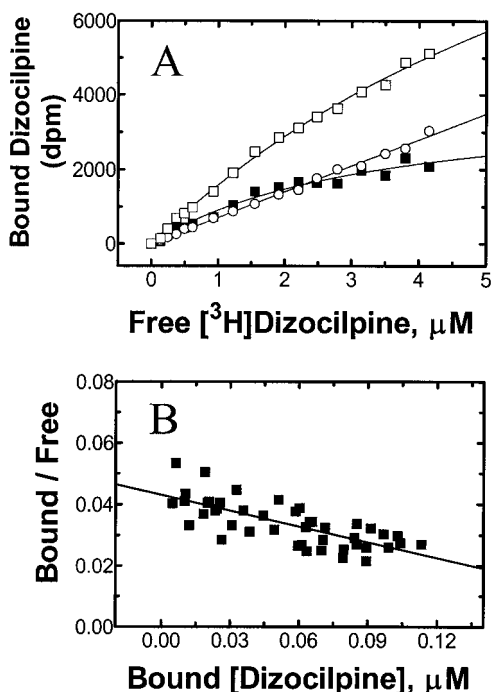 A
Bound Dizocilpine
(dpm)
6000
4000
2000
0
0 1 2 3 4 5
Free [³H]Dizocilpine, μM
B
Bound / Free
0.08
0.06
0.04
0.02
0.00
0.00 0.03 0.06 0.09 0.12
Bound [Dizocilpine], μM